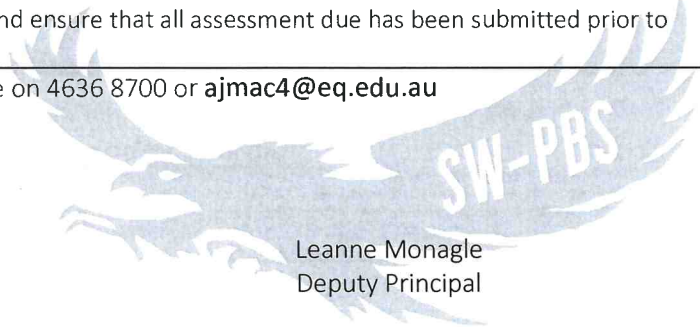 nd ensure that all assessment due has been submitted prior to
e on 4636 8700 or ajmac4@eq.edu.au
SW-PBS
Leanne Monagle
Deputy Principal